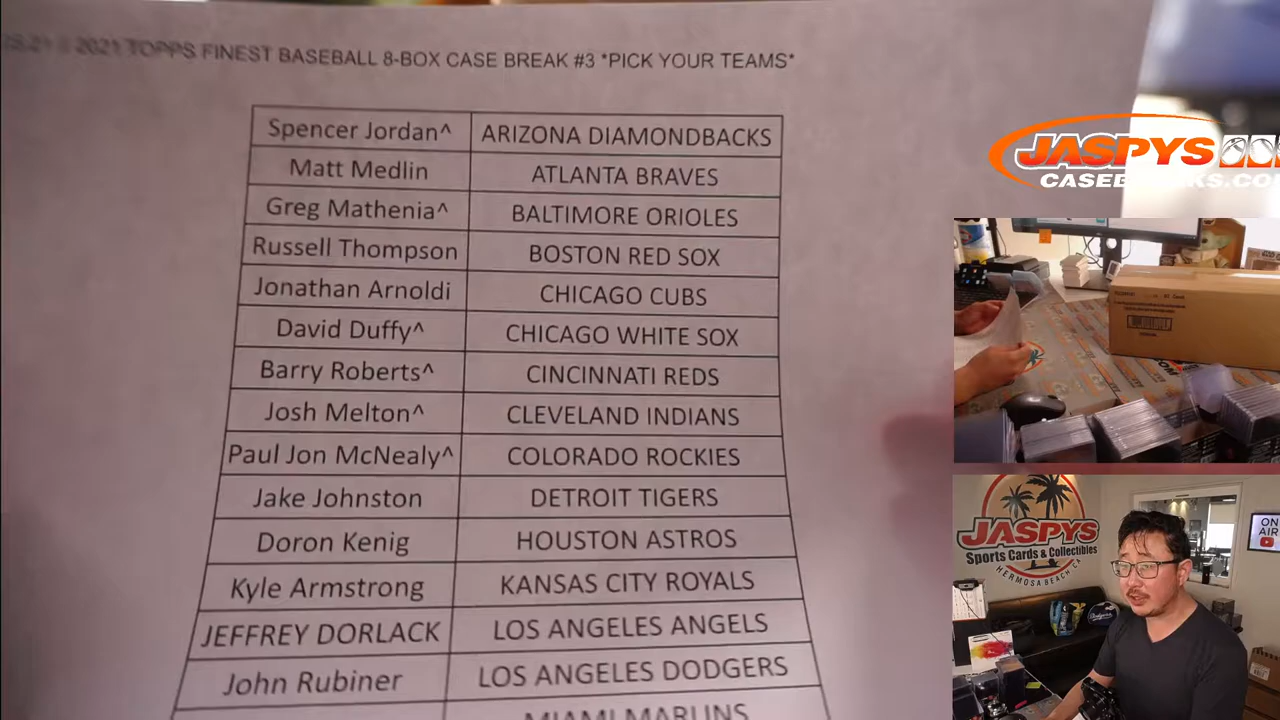 2021 TOPPS FINEST BASEBALL 8-BOX CASE BREAK #3 *PICK YOUR TEAMS*
Spencer Jordan^ ARIZONA DIAMONDBACKS
Matt Medlin ATLANTA BRAVES
Greg Mathenia^ BALTIMORE ORIOLES
Russell Thompson BOSTON RED SOX
Jonathan Arnoldi CHICAGO CUBS
David Duffy^ CHICAGO WHITE SOX
Barry Roberts^ CINCINNATI REDS
Josh Melton^ CLEVELAND INDIANS
Paul Jon McNealy^ COLORADO ROCKIES
Jake Johnston DETROIT TIGERS
Doron Kenig HOUSTON ASTROS
Kyle Armstrong KANSAS CITY ROYALS
JEFFREY DORLACK LOS ANGELES ANGELS
John Rubiner LOS ANGELES DODGERS
MIAMI MARLINS
JASPYS
JASPYS
Sports Cards & Collectibles
HERMOSA BEACH CA
ON
AIR